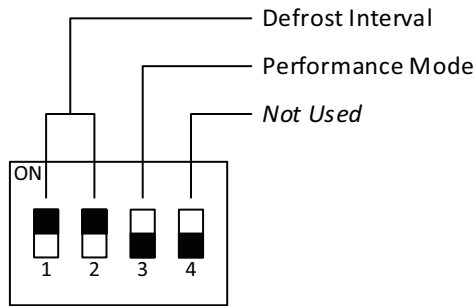 Defrost Interval
Performance Mode
Not Used
ON
1 2 3 4